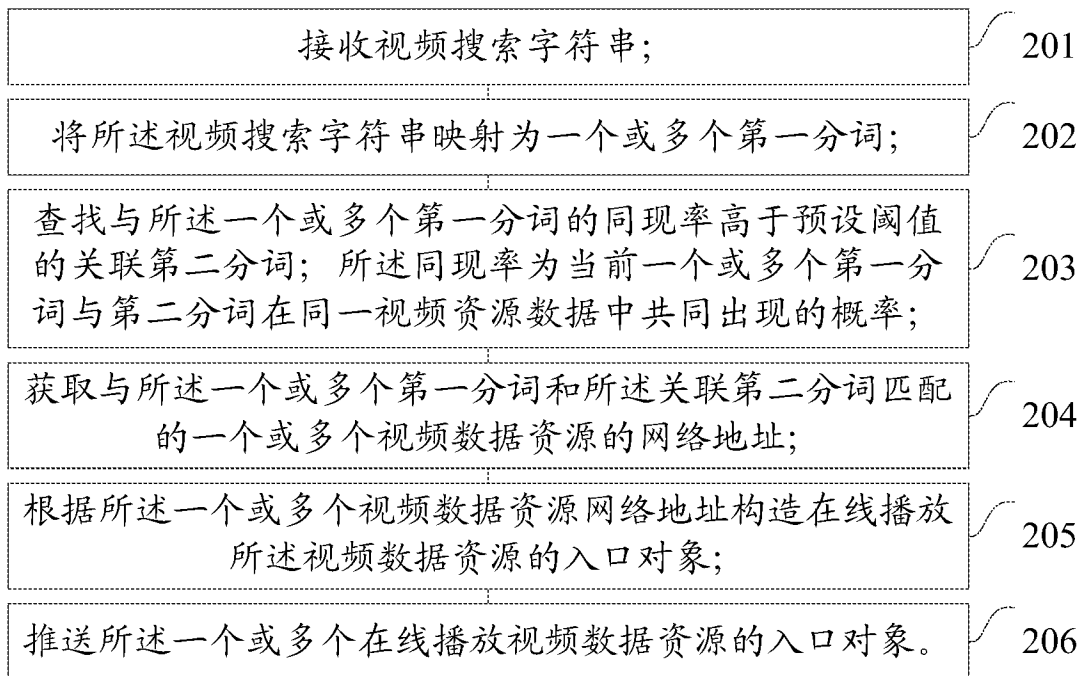 接收视频搜索字符串;
201
将所述视频搜索字符串映射为一个或多个第一分词;
202
查找与所述一个或多个第一分词的同现率高于预设阈值
的关联第二分词;所述同现率为当前一个或多个第一分
词与第二分词在同一视频资源数据中共同出现的概率;
203
获取与所述一个或多个第一分词和所述关联第二分词匹配
的一个或多个视频数据资源的网络地址;
204
根据所述一个或多个视频数据资源网络地址构造在线播放
所述视频数据资源的入口对象;
205
推送所述一个或多个在线播放视频数据资源的入口对象。
206